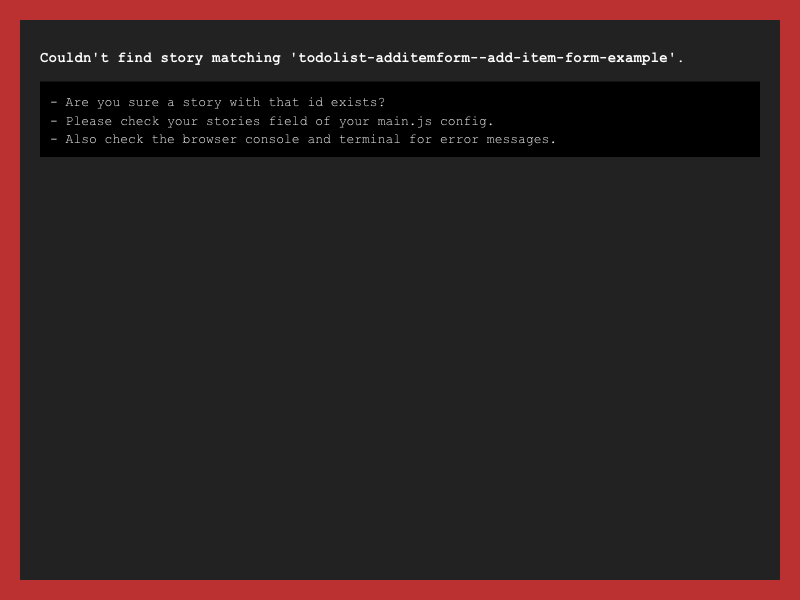 Couldn't find story matching 'todolist-additemform--add-item-form-example'.
- Are you sure a story with that id exists?
- Please check your stories field of your main.js config.
- Also check the browser console and terminal for error messages.